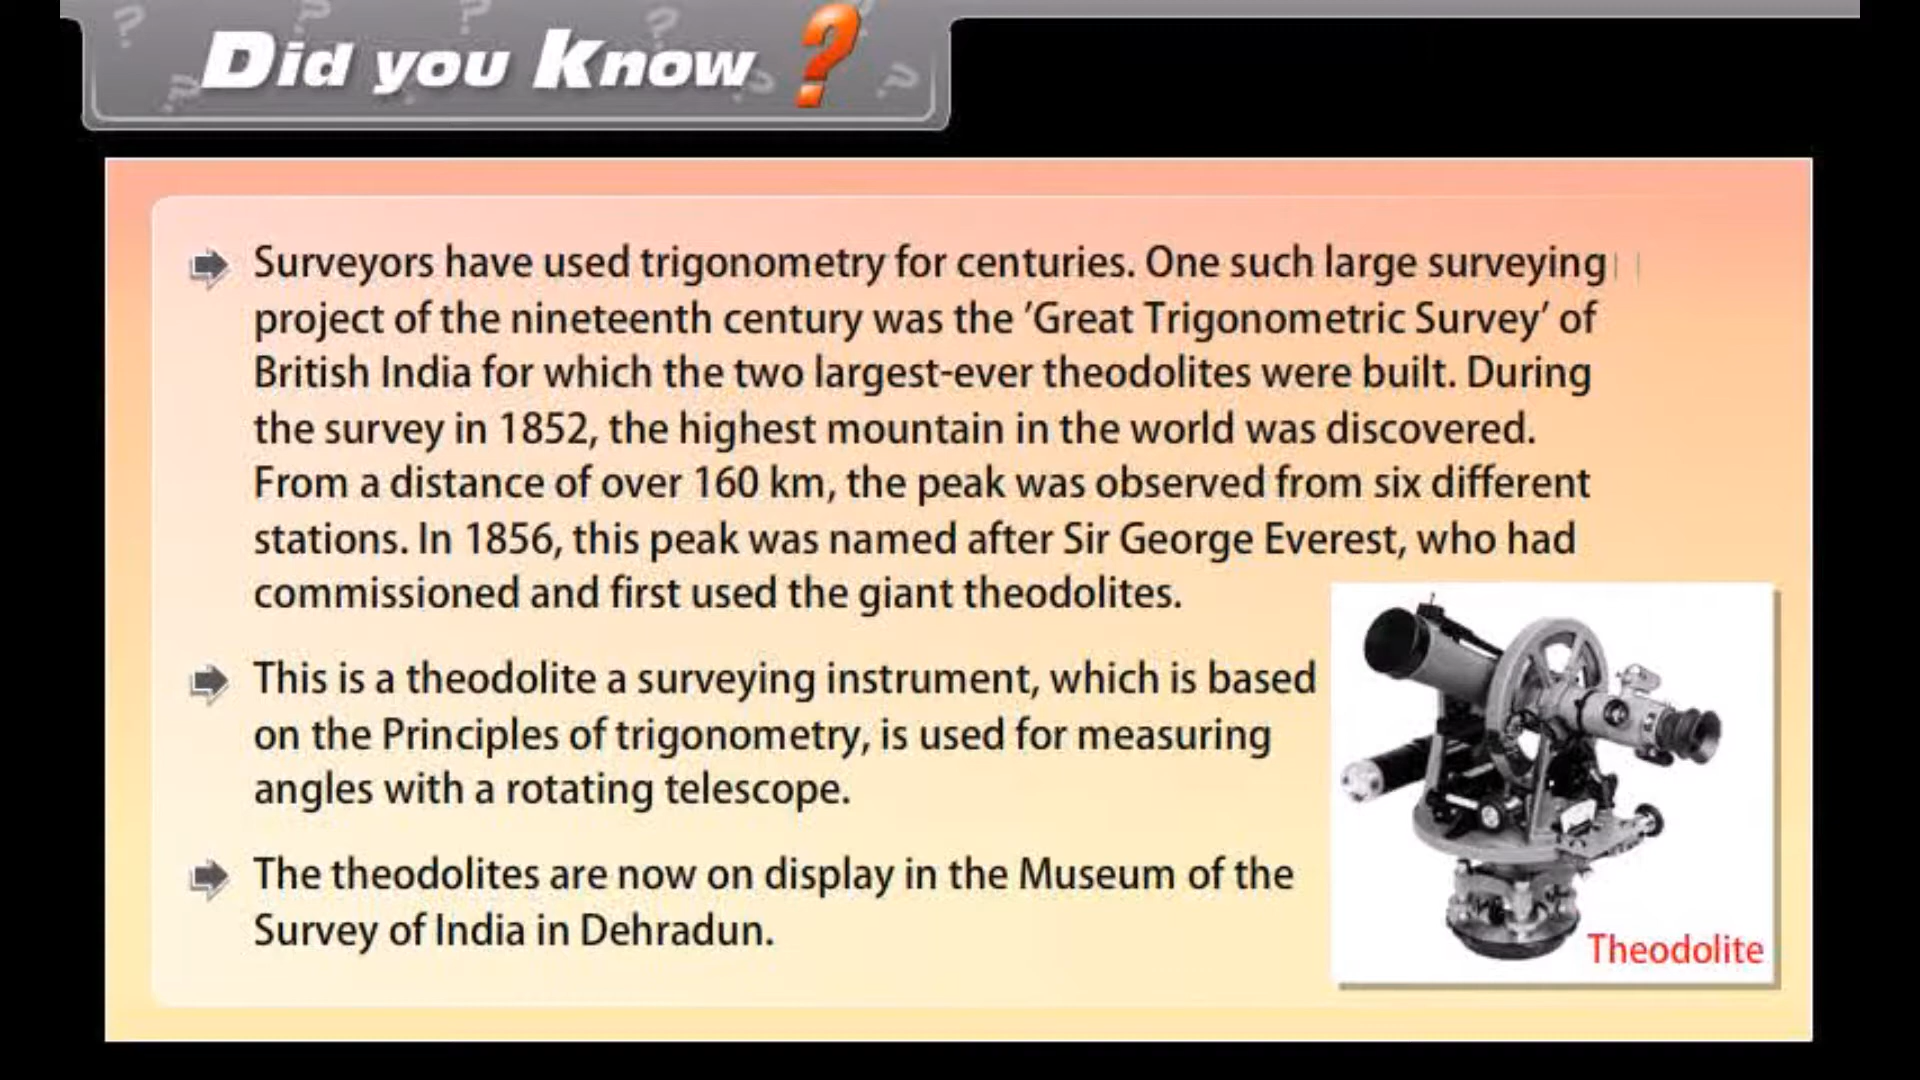 Did you Know ?
Surveyors have used trigonometry for centuries. One such large surveying
project of the nineteenth century was the ’Great Trigonometric Survey’ of
British India for which the two largest-ever theodolites were built. During
the survey in 1852, the highest mountain in the world was discovered.
From a distance of over 160 km, the peak was observed from six different
stations. In 1856, this peak was named after Sir George Everest, who had
commissioned and first used the giant theodolites.
This is a theodolite a surveying instrument, which is based
on the Principles of trigonometry, is used for measuring
angles with a rotating telescope.
The theodolites are now on display in the Museum of the
Survey of India in Dehradun.
Theodolite